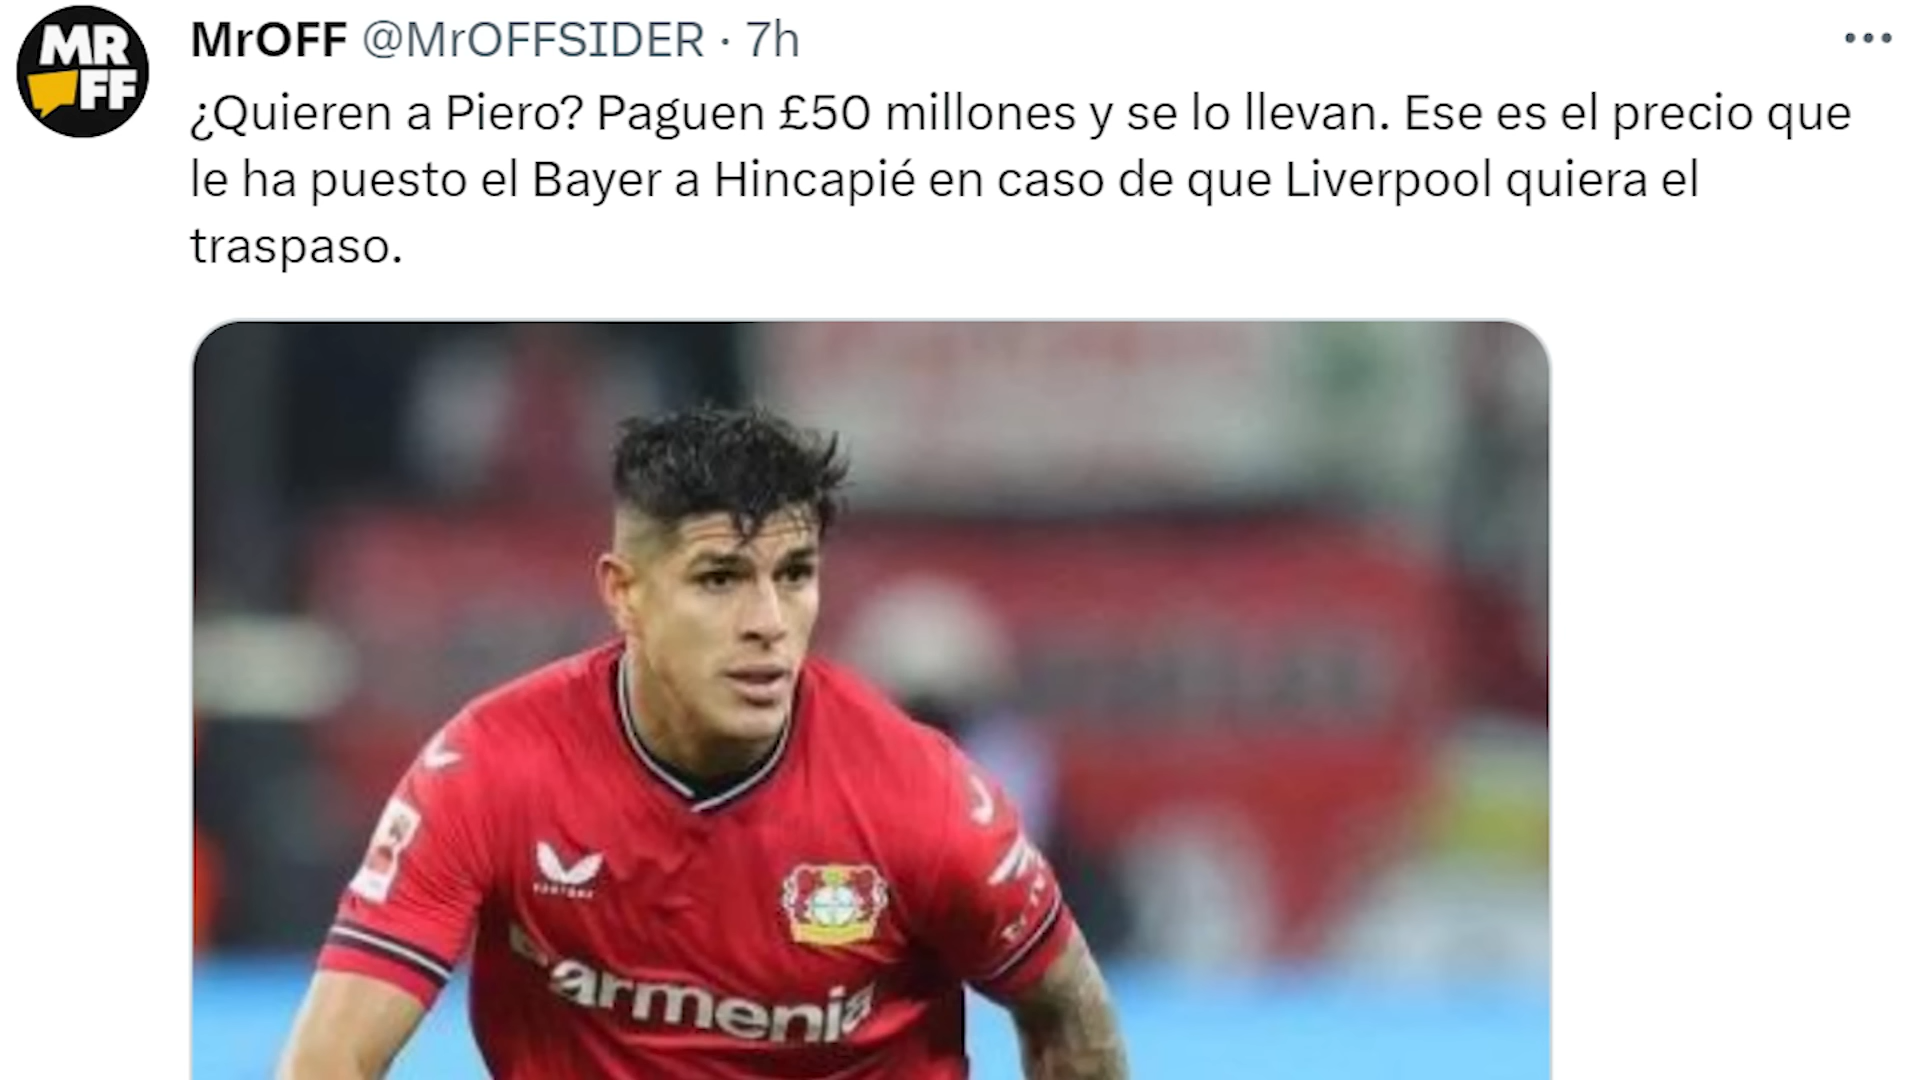 MR
FF
MrOFF @MrOFFSIDER · 7h
¿Quieren a Piero? Paguen £50 millones y se lo llevan. Ese es el precio que
le ha puesto el Bayer a Hincapié en caso de que Liverpool quiera el
traspaso.
Barmenia